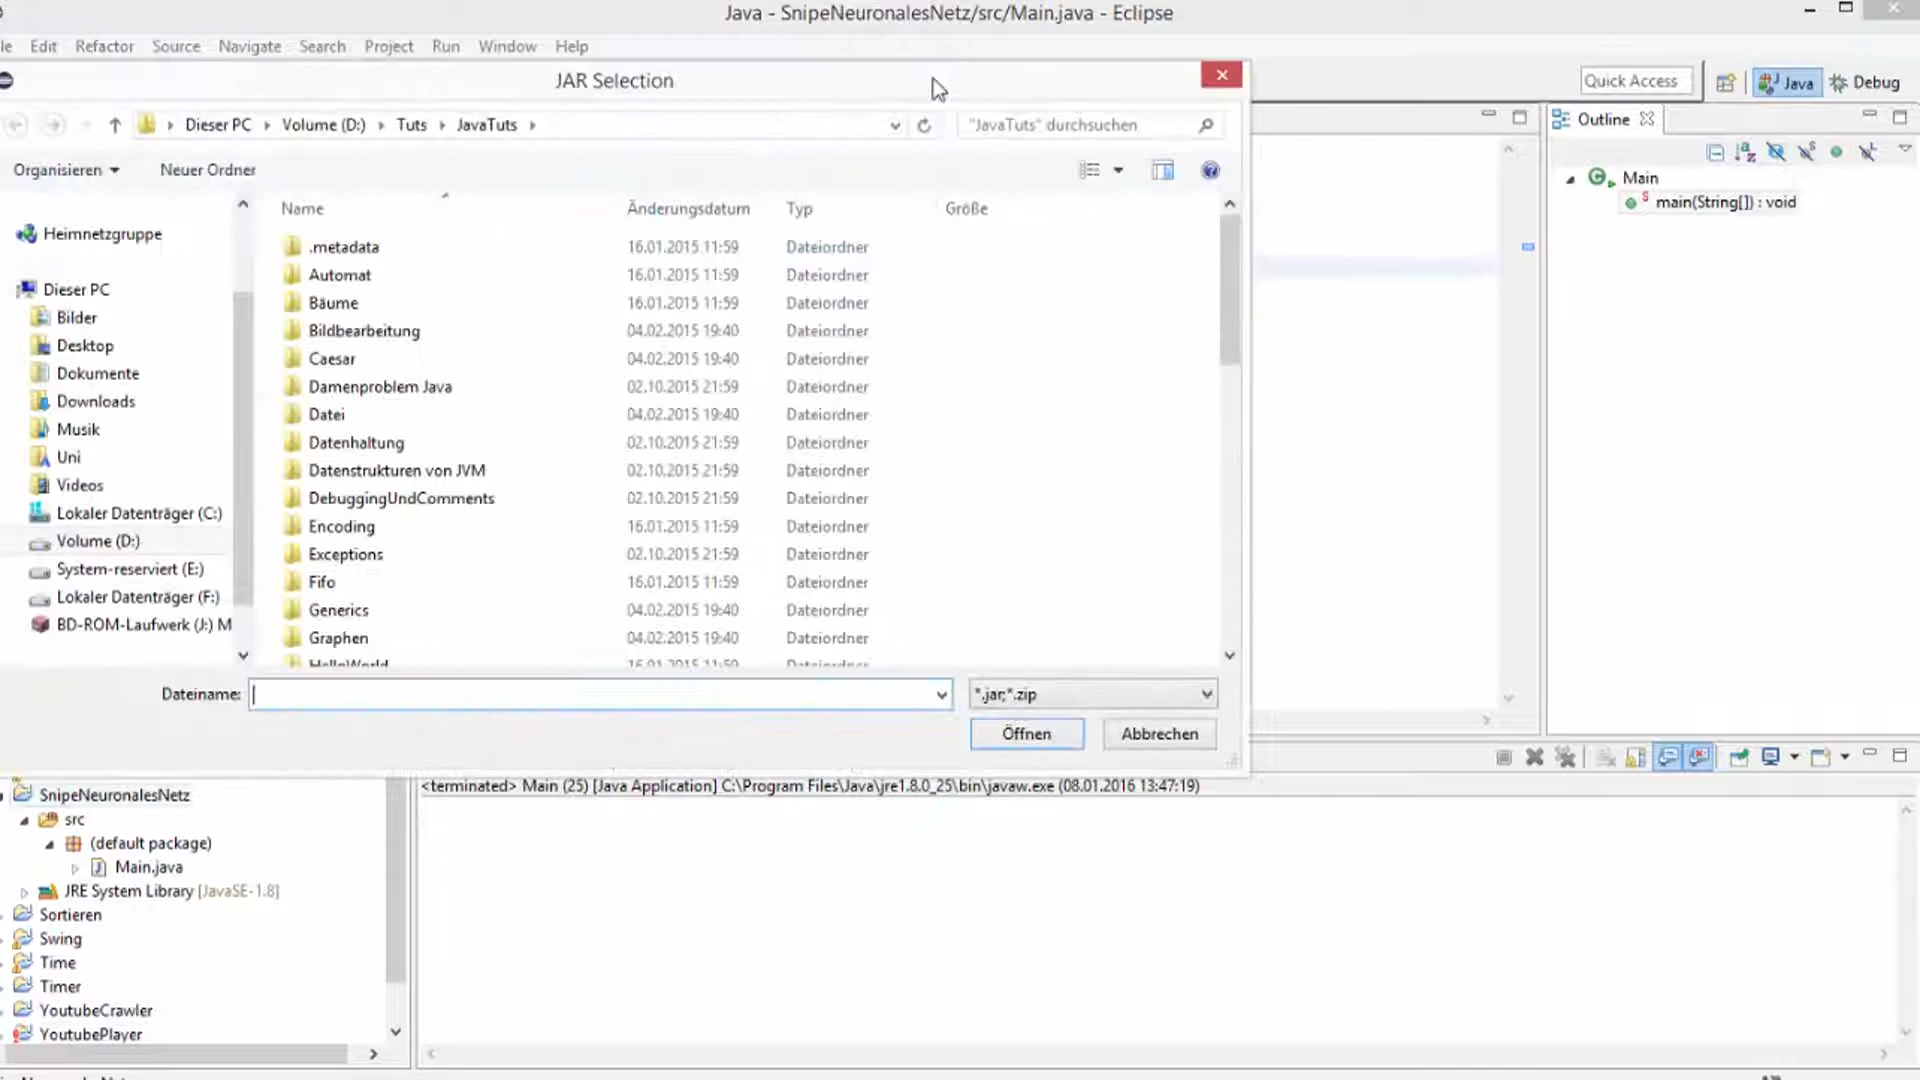 Java - SnipeNeuronalesNetz/src/Main.java - Eclipse
le Edit Refactor Source Navigate Search Project Run Window Help
JAR Selection
Quick Access Java Debug
Dieser PC Volume (D:) Tuts JavaTuts
"JavaTuts" durchsuchen
Outline
Organisieren Neuer Ordner
Main
main(String[]) : void
Name Änderungsdatum Typ Größe
Heimnetzgruppe
Dieser PC
Bilder
Desktop
Dokumente
Downloads
Musik
Uni
Videos
Lokaler Datenträger (C:)
Volume (D:)
System-reserviert (E:)
Lokaler Datenträger (F:)
BD-ROM-Laufwerk (J:) M
.metadata 16.01.2015 11:59 Dateiordner
Automat 16.01.2015 11:59 Dateiordner
Bäume 16.01.2015 11:59 Dateiordner
Bildbearbeitung 04.02.2015 19:40 Dateiordner
Caesar 04.02.2015 19:40 Dateiordner
Damenproblem Java 02.10.2015 21:59 Dateiordner
Datei 04.02.2015 19:40 Dateiordner
Datenhaltung 02.10.2015 21:59 Dateiordner
Datenstrukturen von JVM 02.10.2015 21:59 Dateiordner
DebuggingUndComments 02.10.2015 21:59 Dateiordner
Encoding 16.01.2015 11:59 Dateiordner
Exceptions 02.10.2015 21:59 Dateiordner
Fifo 16.01.2015 11:59 Dateiordner
Generics 04.02.2015 19:40 Dateiordner
Graphen 04.02.2015 19:40 Dateiordner
HelloWorld 16.01.2015 11:59 Dateiordner
Dateiname: *.jar;*.zip
Öffnen Abbrechen
<terminated> Main (25) [Java Application] C:\Program Files\Java\jre1.8.0_25\bin\javaw.exe (08.01.2016 13:47:19)
SnipeNeuronalesNetz
src
(default package)
Main.java
JRE System Library [JavaSE-1.8]
Sortieren
Swing
Time
Timer
YoutubeCrawler
YoutubePlayer